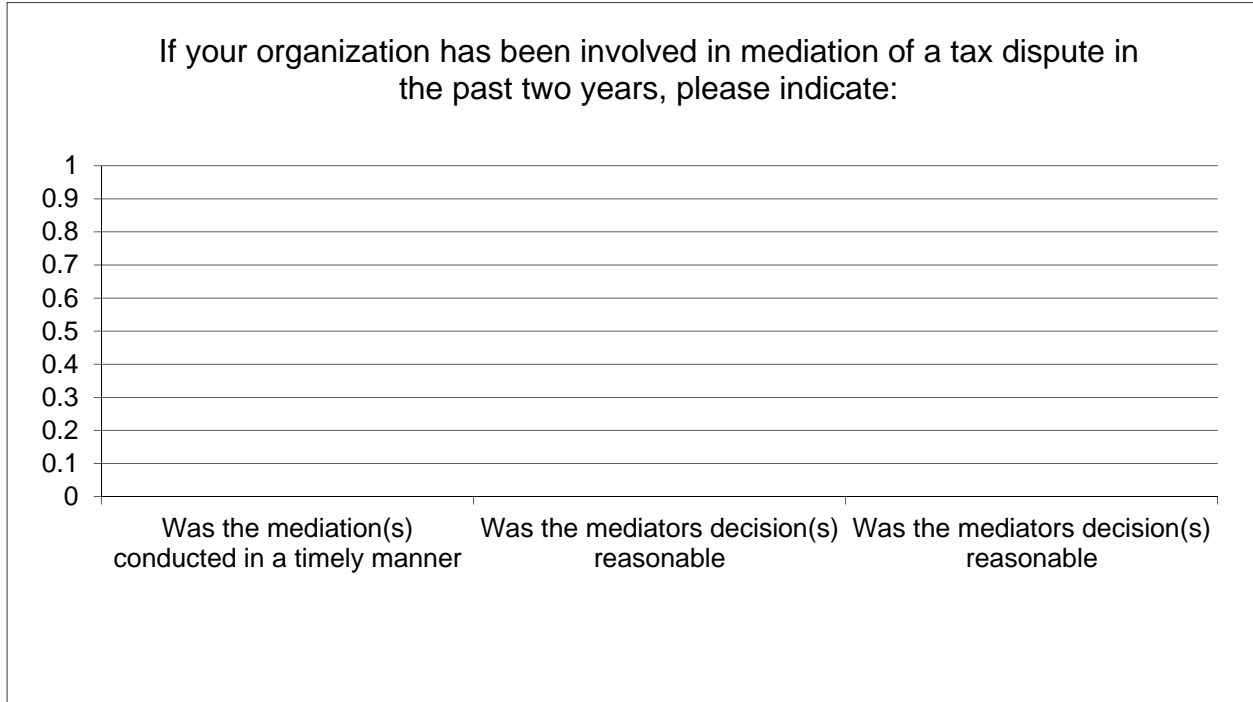 If your organization has been involved in mediation of a tax dispute in
the past two years, please indicate:
1
0.9
0.8
0.7
0.6
0.5
0.4
0.3
0.2
0.1
0
Was the mediation(s)
conducted in a timely manner
Was the mediators decision(s)
reasonable
Was the mediators decision(s)
reasonable